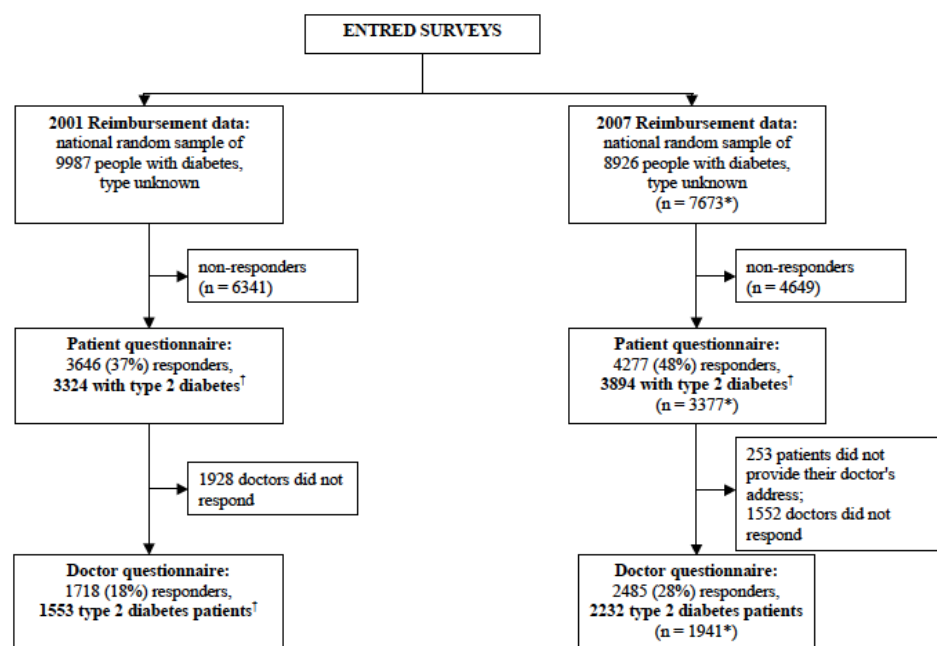 ENTRED SURVEYS
2001 Reimbursement data:
national random sample of
9987 people with diabetes,
type unknown
2007 Reimbursement data:
national random sample of
8926 people with diabetes,
type unknown
(n = 7673*)
non-responders
(n = 6341)
non-responders
(n = 4649)
Patient questionnaire:
3646 (37%) responders,
3324 with type 2 diabetes†
Patient questionnaire:
4277 (48%) responders,
3894 with type 2 diabetes†
(n = 3377*)
1928 doctors did not
respond
253 patients did not
provide their doctor's
address;
1552 doctors did not
respond
Doctor questionnaire:
1718 (18%) responders,
1553 type 2 diabetes patients†
Doctor questionnaire:
2485 (28%) responders,
2232 type 2 diabetes patients
(n = 1941*)